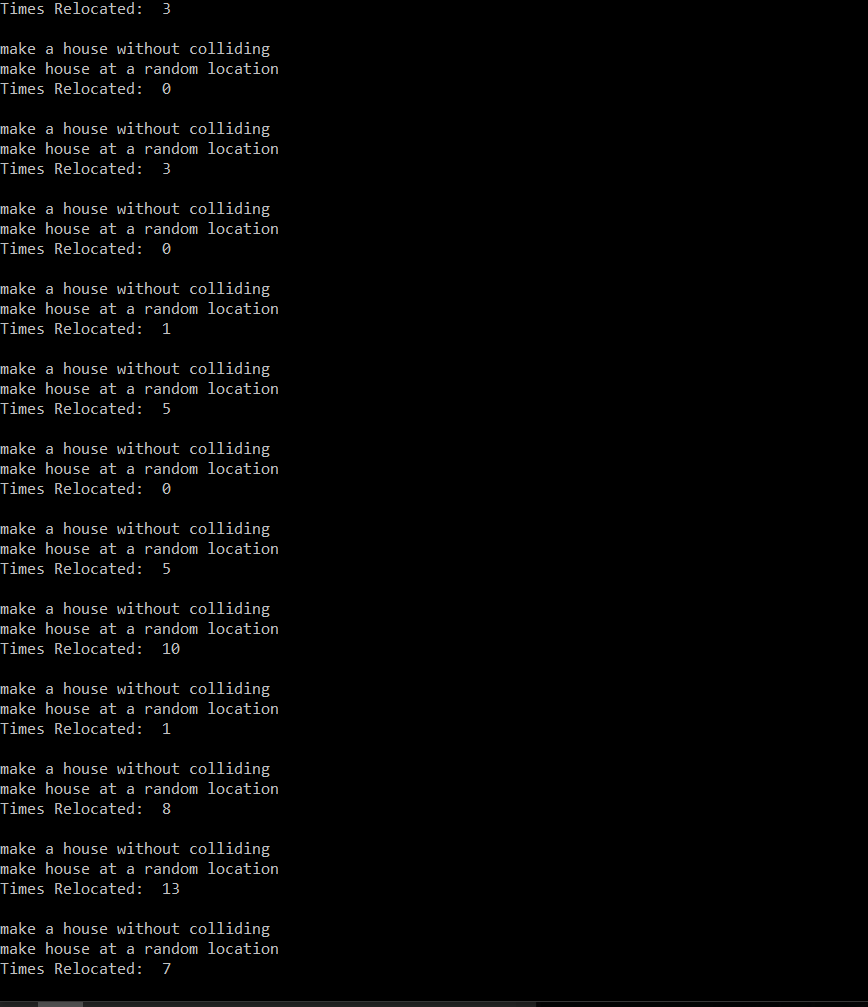 Times Relocated:  3
make a house without colliding
make house at a random location
Times Relocated:  0
make a house without colliding
make house at a random location
Times Relocated:  3
make a house without colliding
make house at a random location
Times Relocated:  0
make a house without colliding
make house at a random location
Times Relocated:  1
make a house without colliding
make house at a random location
Times Relocated:  5
make a house without colliding
make house at a random location
Times Relocated:  0
make a house without colliding
make house at a random location
Times Relocated:  5
make a house without colliding
make house at a random location
Times Relocated:  10
make a house without colliding
make house at a random location
Times Relocated:  1
make a house without colliding
make house at a random location
Times Relocated:  8
make a house without colliding
make house at a random location
Times Relocated:  13
make a house without colliding
make house at a random location
Times Relocated:  7